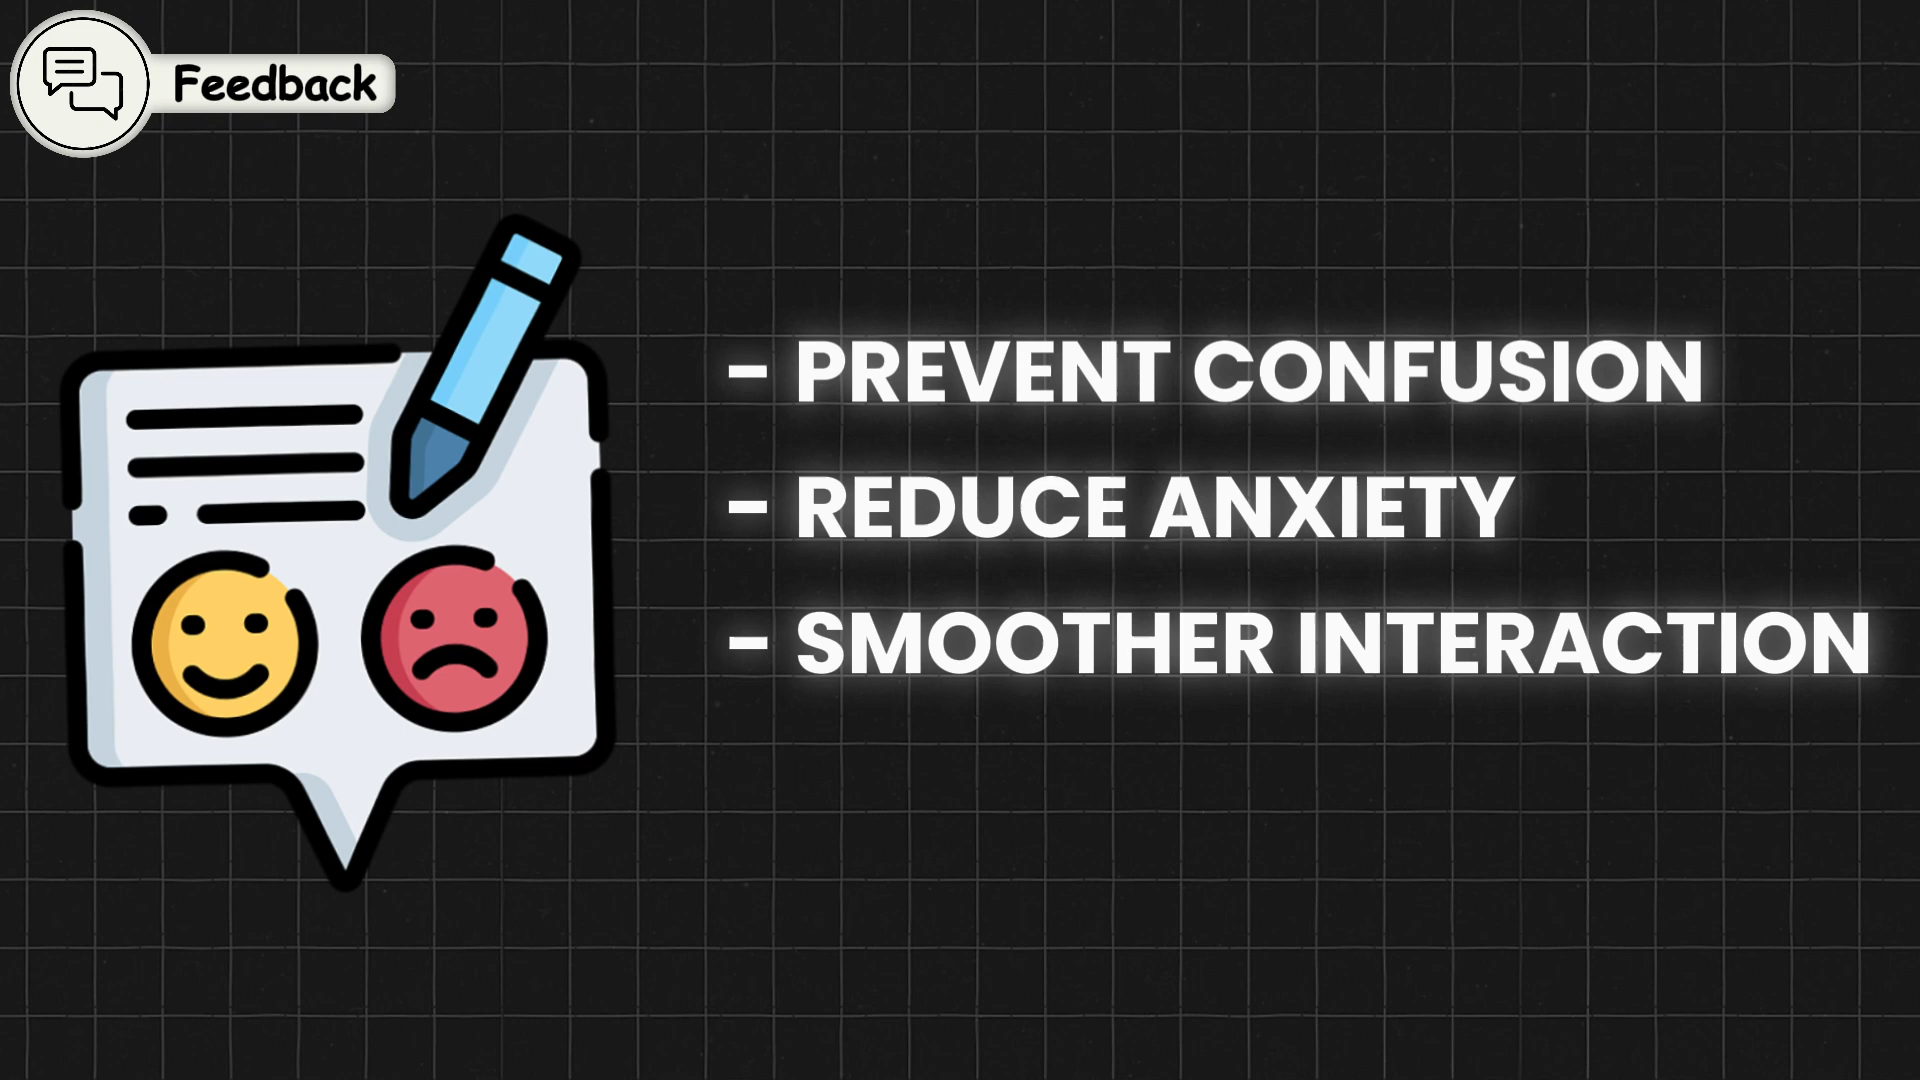 Feedback
- PREVENT CONFUSION
- REDUCE ANXIETY
- SMOOTHER INTERACTION